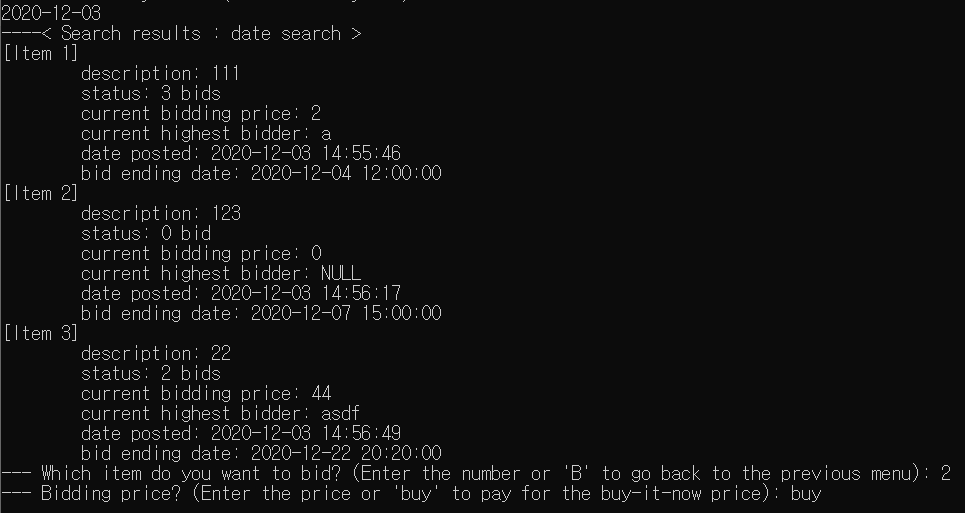 2020-12-03
----< Search results : date search >
[Item 1]
description: 111
status: 3 bids
current bidding price: 2
current highest bidder: a
date posted: 2020-12-03 14:55:46
bid ending date: 2020-12-04 12:00:00
[Item 2]
description: 123
status: 0 bid
current bidding price: 0
current highest bidder: NULL
date posted: 2020-12-03 14:56:17
bid ending date: 2020-12-07 15:00:00
[Item 3]
description: 22
status: 2 bids
current bidding price: 44
current highest bidder: asdf
date posted: 2020-12-03 14:56:49
bid ending date: 2020-12-22 20:20:00
--- Which item do you want to bid? (Enter the number or 'B' to go back to the previous menu): 2
--- Bidding price? (Enter the price or 'buy' to pay for the buy-it-now price): buy